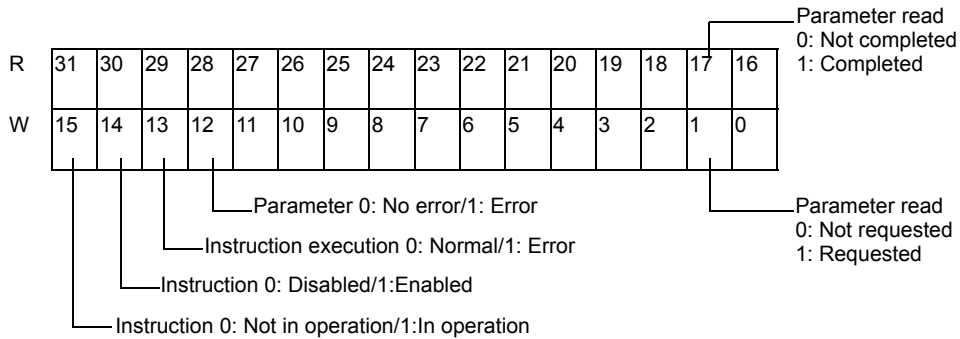 Parameter read
0: Not completed
1: Completed
R 31 30 29 28 27 26 25 24 23 22 21 20 19 18 17 16
W 15 14 13 12 11 10 9 8 7 6 5 4 3 2 1 0
Parameter 0: No error/1: Error
Parameter read
0: Not requested
1: Requested
Instruction execution 0: Normal/1: Error
Instruction 0: Disabled/1:Enabled
Instruction 0: Not in operation/1:In operation